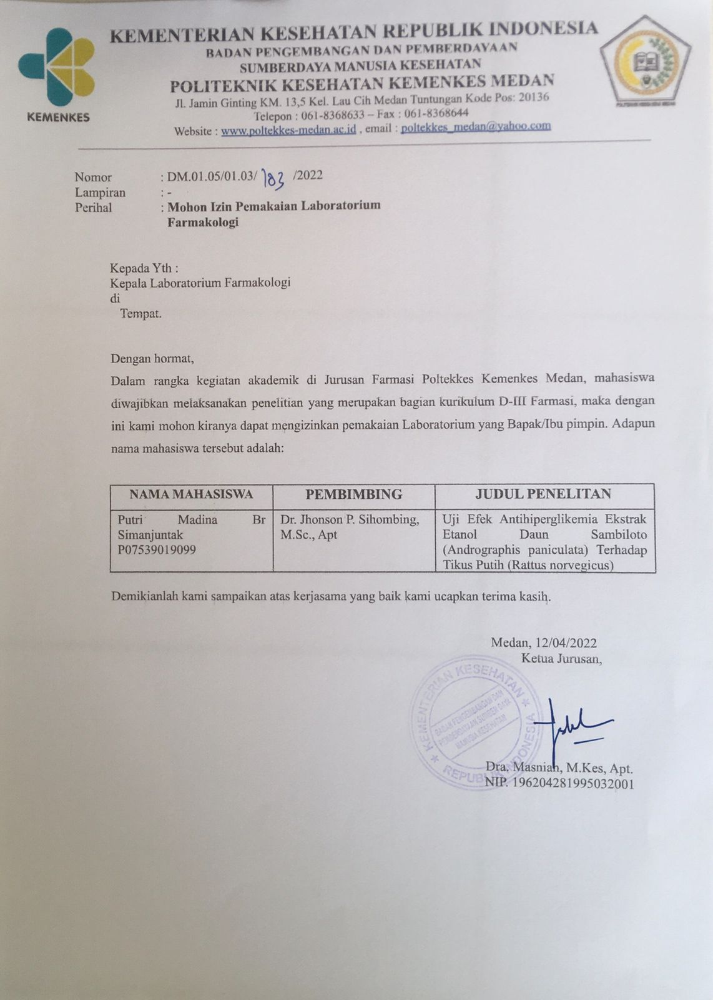 KEMENTERIAN KESEHATAN REPUBLIK INDONESIA
BADAN PENGEMBANGAN DAN PEMBERDAYAAN
SUMBERDAYA MANUSIA KESEHATAN
POLITEKNIK KESEHATAN KEMENKES MEDAN
Jl. Jamin Ginting KM. 13,5 Kel. Lau Cih Medan Tuntungan Kode Pos: 20136
Telepon : 061-8368633 – Fax : 061-8368644
Website : www.poltekkes-medan.ac.id , email : poltekkes_medan@yahoo.com
KEMENKES
Nomor : DM.01.05/01.03/ 183 /2022
Lampiran : -
Perihal : Mohon Izin Pemakaian Laboratorium
Farmakologi
Kepada Yth :
Kepala Laboratorium Farmakologi
di
Tempat.
Dengan hormat,
Dalam rangka kegiatan akademik di Jurusan Farmasi Poltekkes Kemenkes Medan, mahasiswa
diwajibkan melaksanakan penelitian yang merupakan bagian kurikulum D-III Farmasi, maka dengan
ini kami mohon kiranya dapat mengizinkan pemakaian Laboratorium yang Bapak/Ibu pimpin. Adapun
nama mahasiswa tersebut adalah:
NAMA MAHASISWA PEMBIMBING JUDUL PENELITAN
Putri Madina Br Dr. Jhonson P. Sihombing, Uji Efek Antihiperglikemia Ekstrak
Simanjuntak M.Sc., Apt Etanol Daun Sambiloto
P07539019099 (Andrographis paniculata) Terhadap
Tikus Putih (Rattus norvegicus)
Demikianlah kami sampaikan atas kerjasama yang baik kami ucapkan terima kasih.
Medan, 12/04/2022
Ketua Jurusan,
KEMENTERIAN KESEHATAN
BADAN PENGEMBANGAN DAN
PEMBERDAYAAN SUMBER DAYA
MANUSIA KESEHATAN
REPUBLIK INDONESIA
Dra. Masniah, M.Kes, Apt.
NIP. 196204281995032001